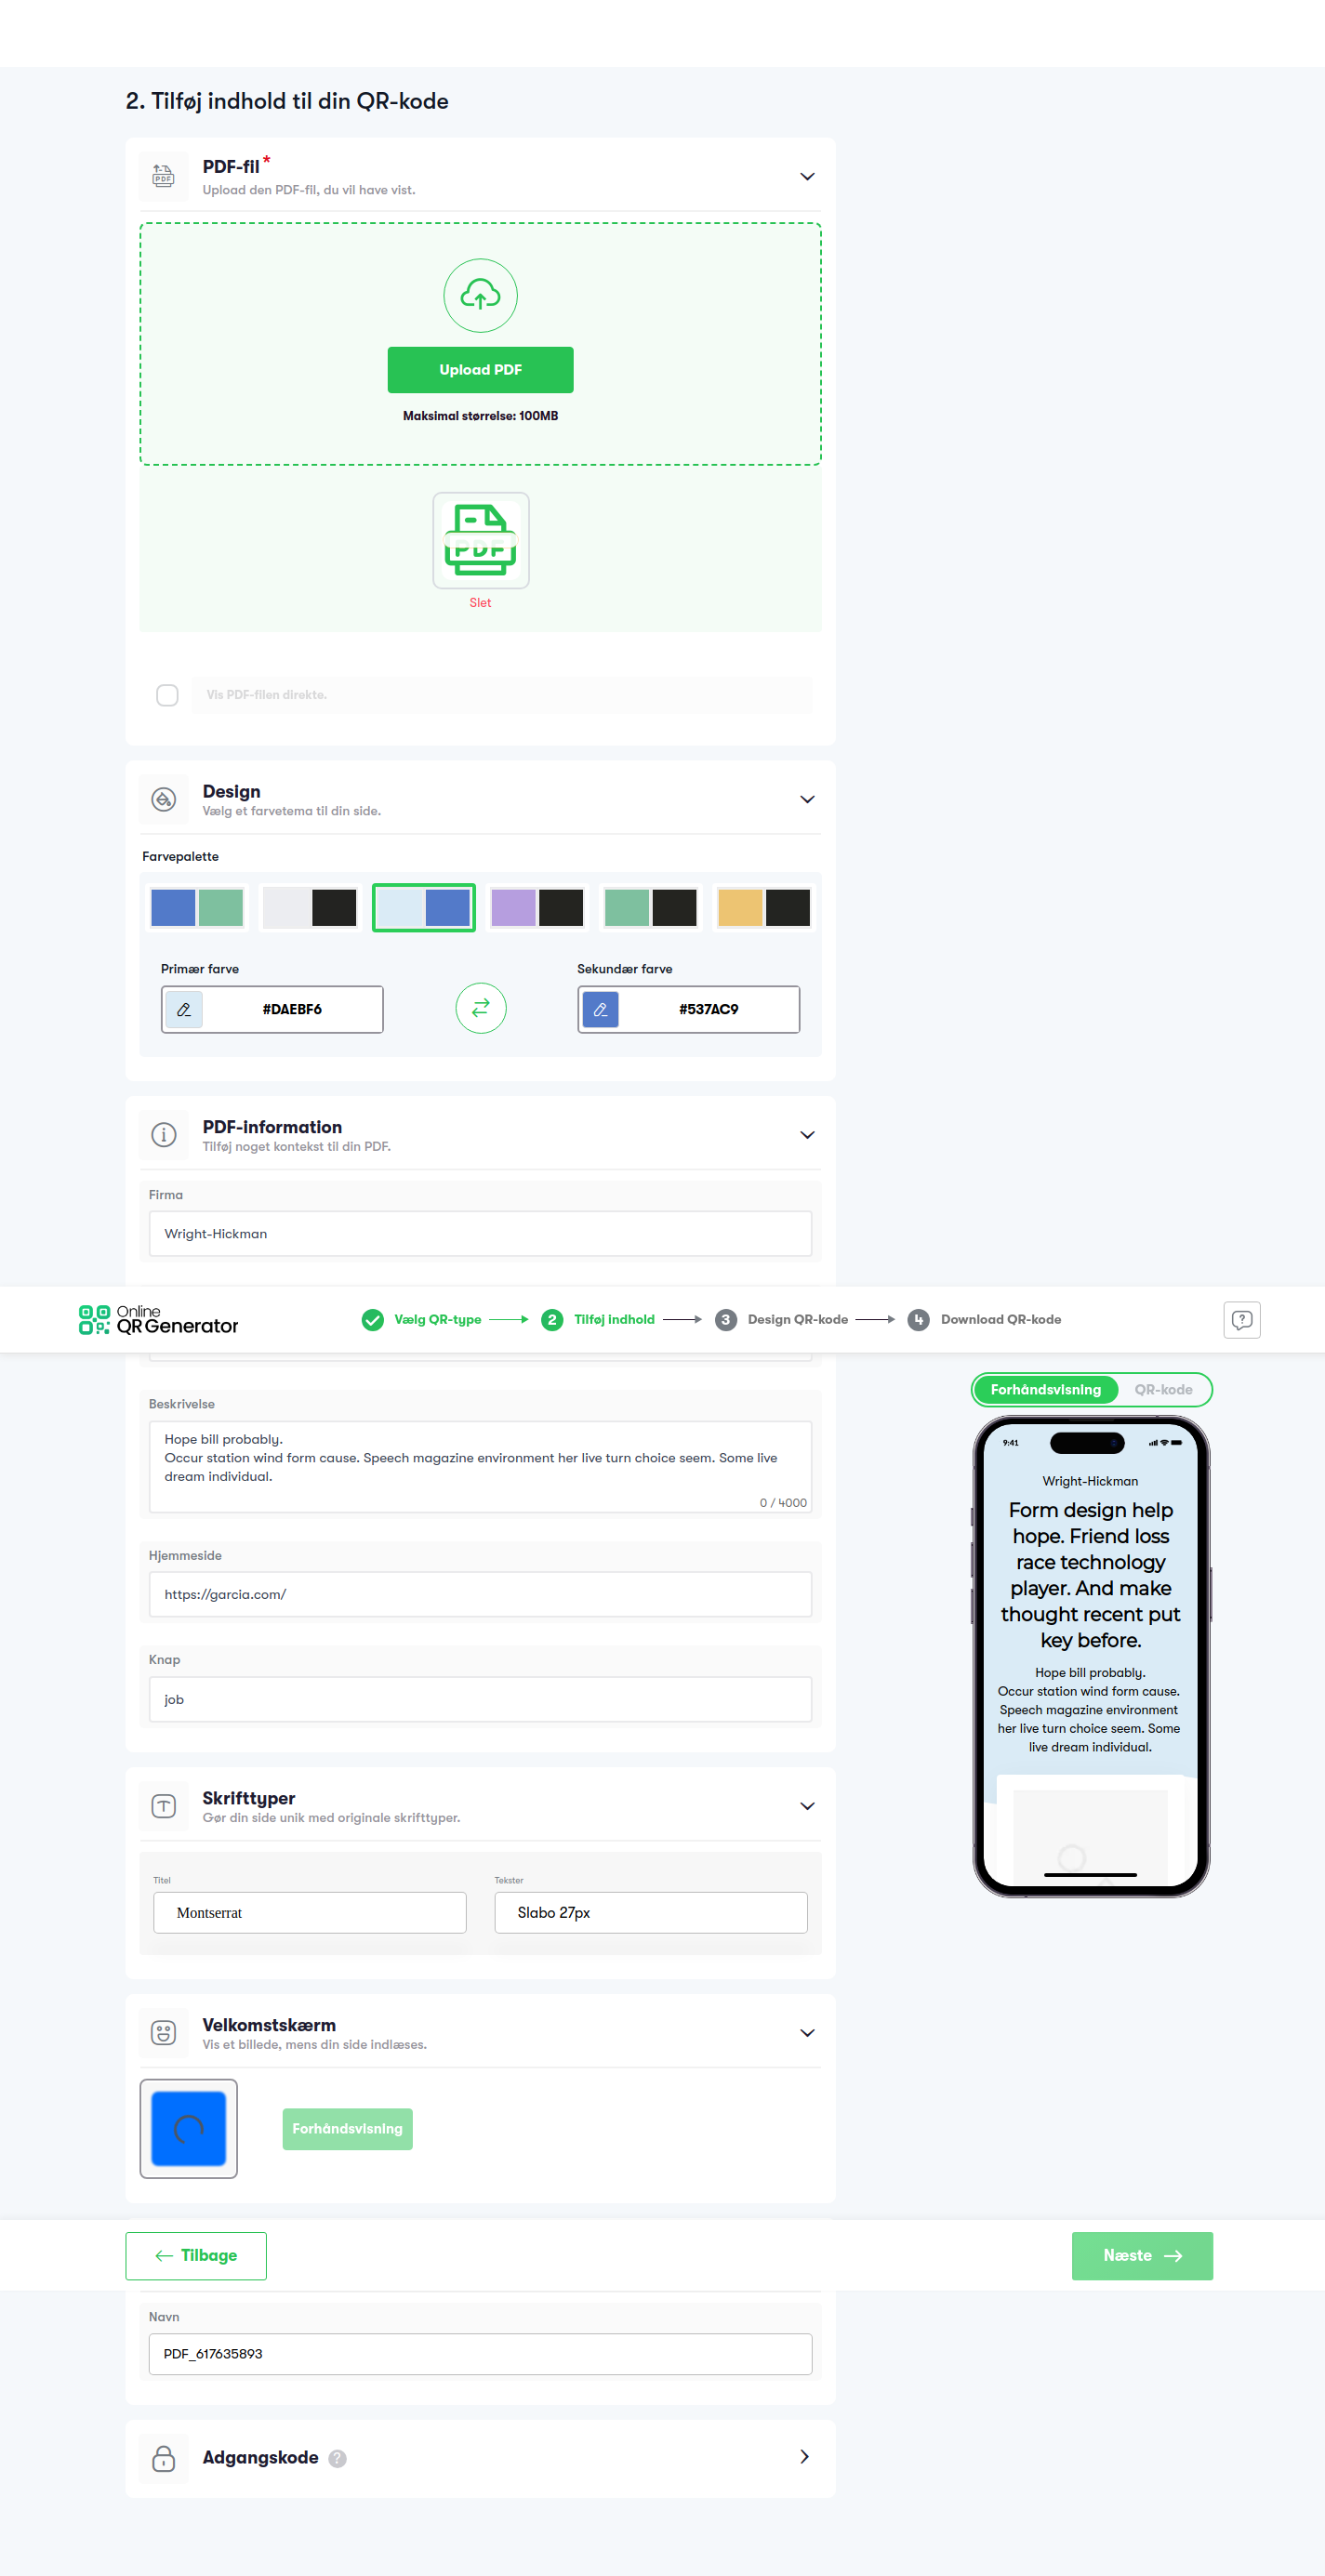 2. Tilføj indhold til din QR-kode
PDF-fil *
Upload den PDF-fil, du vil have vist.
Upload PDF
Maksimal størrelse: 100MB
PDF
Slet
Vis PDF-filen direkte.
Design
Vælg et farvetema til din side.
Farvepalette
Primær farve
Sekundær farve
#DAEBF6
#537AC9
PDF-information
Tilføj noget kontekst til din PDF.
Firma
Wright-Hickman
Online
QR Generator
Vælg QR-type
2 Tilføj indhold
3 Design QR-kode
4 Download QR-kode
Beskrivelse
Hope bill probably.
Occur station wind form cause. Speech magazine environment her live turn choice seem. Some live
dream individual.
0 / 4000
Hjemmeside
https://garcia.com/
Knap
job
Forhåndsvisning
QR-kode
9:41
Wright-Hickman
Form design help
hope. Friend loss
race technology
player. And make
thought recent put
key before.
Hope bill probably.
Occur station wind form cause.
Speech magazine environment
her live turn choice seem. Some
live dream individual.
Skrifttyper
Gør din side unik med originale skrifttyper.
Titel
Tekster
Montserrat
Slabo 27px
Velkomstskærm
Vis et billede, mens din side indlæses.
Forhåndsvisning
Tilbage
Næste
Navn
PDF_617635893
Adgangskode ?